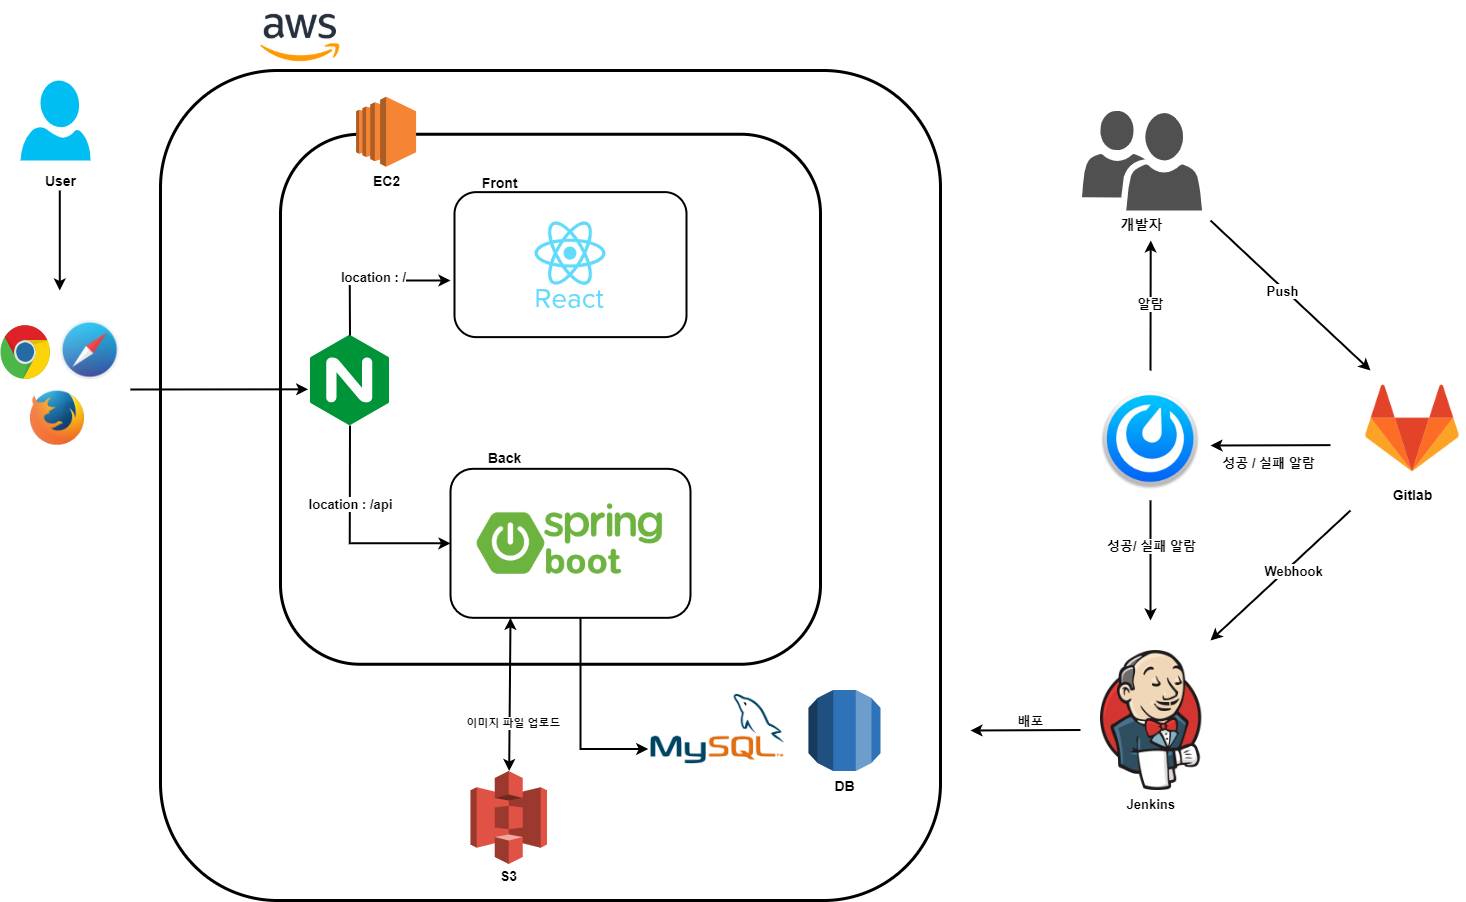 aws
User
EC2
Front
React
location : /
location : /api
Back
spring
boot
이미지 파일 업로드
MySQL
DB
S3
개발자
알람
Push
성공 / 실패 알람
Gitlab
성공/ 실패 알람
Webhook
배포
Jenkins